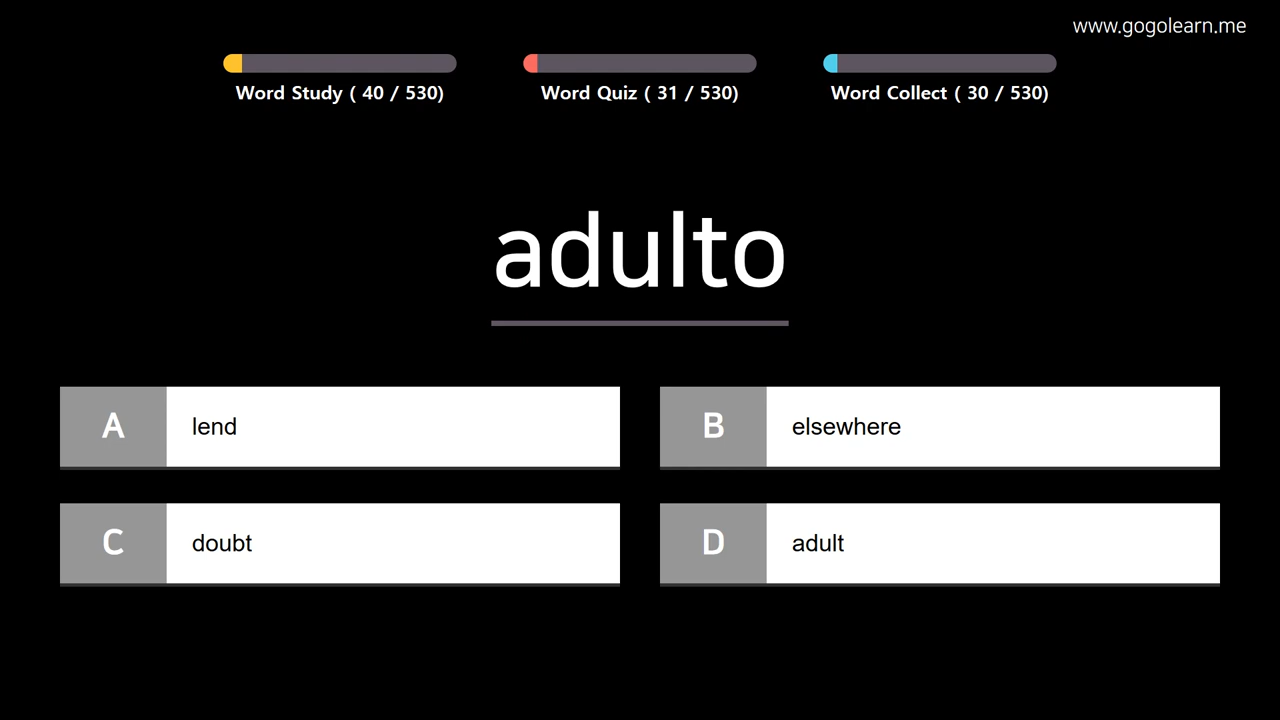 www.gogolearn.me
Word Study ( 40 / 530)
Word Quiz ( 31 / 530)
Word Collect ( 30 / 530)
adulto
A
lend
B
elsewhere
C
doubt
D
adult